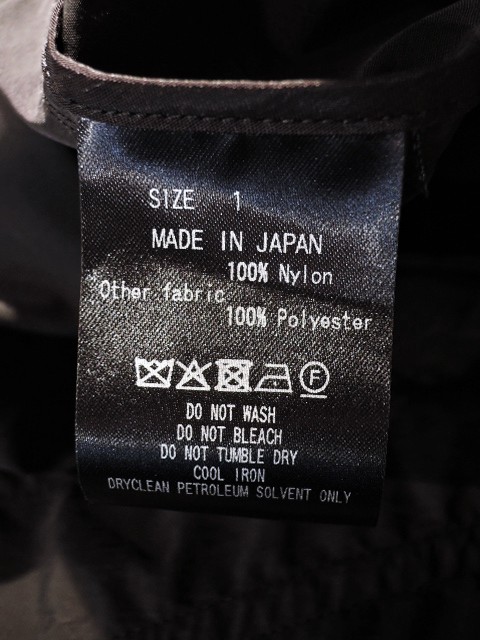 SIZE 1
MADE IN JAPAN
100% Nylon
Other fabric
100% Polyester
F
DO NOT WASH
DO NOT BLEACH
DO NOT TUMBLE DRY
COOL IRON
DRYCLEAN PETROLEUM SOLVENT ONLY